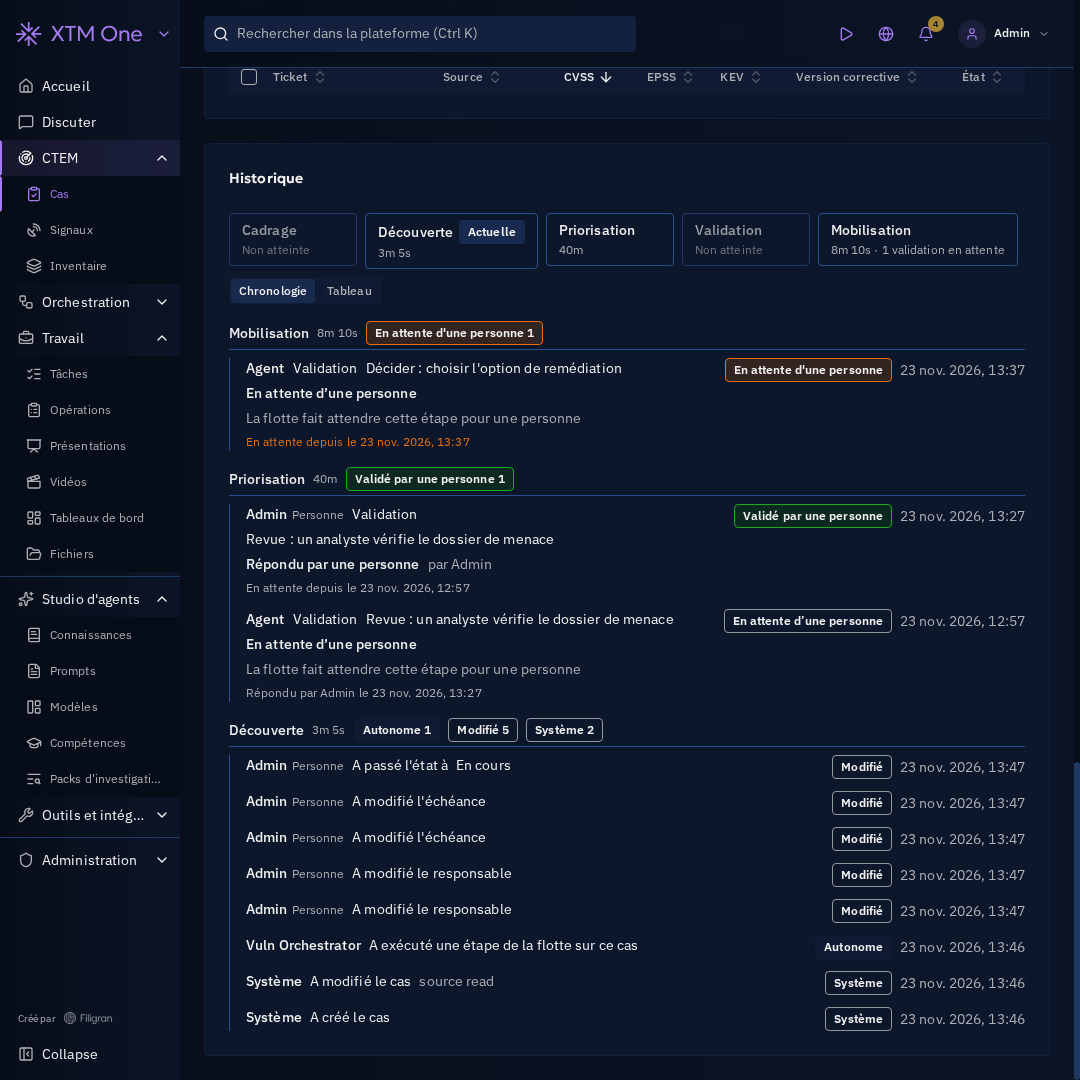 XTM One
Rechercher dans la plateforme (Ctrl K)
4
Admin
Accueil
Discuter
CTEM
Cas
Signaux
Inventaire
Orchestration
Travail
Tâches
Opérations
Présentations
Vidéos
Tableaux de bord
Fichiers
Studio d'agents
Connaissances
Prompts
Modèles
Compétences
Packs d'investigati...
Outils et intég...
Administration
Créé par Filigran
Collapse
Ticket Source CVSS EPSS KEV Version corrective État
Historique
Cadrage
Non atteinte
Découverte Actuelle
3m 5s
Priorisation
40m
Validation
Non atteinte
Mobilisation
8m 10s · 1 validation en attente
Chronologie Tableau
Mobilisation 8m 10s En attente d'une personne 1
Agent Validation Décider : choisir l'option de remédiation En attente d'une personne 23 nov. 2026, 13:37
En attente d’une personne
La flotte fait attendre cette étape pour une personne
En attente depuis le 23 nov. 2026, 13:37
Priorisation 40m Validé par une personne 1
Admin Personne Validation Validé par une personne 23 nov. 2026, 13:27
Revue : un analyste vérifie le dossier de menace
Répondu par une personne par Admin
En attente depuis le 23 nov. 2026, 12:57
Agent Validation Revue : un analyste vérifie le dossier de menace En attente d’une personne 23 nov. 2026, 12:57
En attente d’une personne
La flotte fait attendre cette étape pour une personne
Répondu par Admin le 23 nov. 2026, 13:27
Découverte 3m 5s Autonome 1 Modifié 5 Système 2
Admin Personne A passé l'état à En cours Modifié 23 nov. 2026, 13:47
Admin Personne A modifié l'échéance Modifié 23 nov. 2026, 13:47
Admin Personne A modifié l'échéance Modifié 23 nov. 2026, 13:47
Admin Personne A modifié le responsable Modifié 23 nov. 2026, 13:47
Admin Personne A modifié le responsable Modifié 23 nov. 2026, 13:47
Vuln Orchestrator A exécuté une étape de la flotte sur ce cas Autonome 23 nov. 2026, 13:46
Système A modifié le cas source read Système 23 nov. 2026, 13:46
Système A créé le cas Système 23 nov. 2026, 13:46